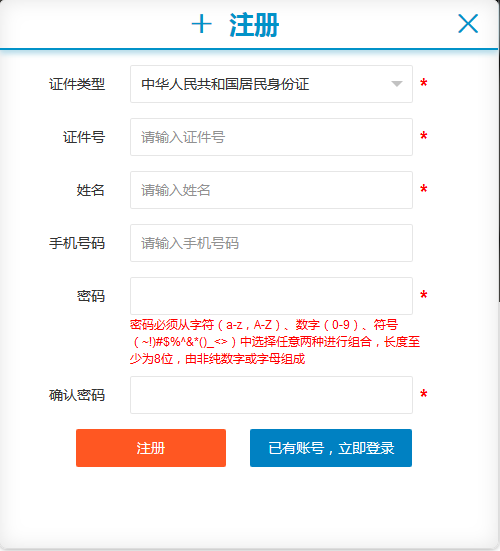 ＋ 注册
证件类型 中华人民共和国居民身份证 *
证件号 请输入证件号 *
姓名 请输入姓名 *
手机号码 请输入手机号码
密码 *
密码必须从字符（a-z，A-Z）、数字（0-9）、符号
（~!)#$%^&*()_<>）中选择任意两种进行组合，长度至
少为8位，由非纯数字或字母组成
确认密码 *
注册 已有账号，立即登录